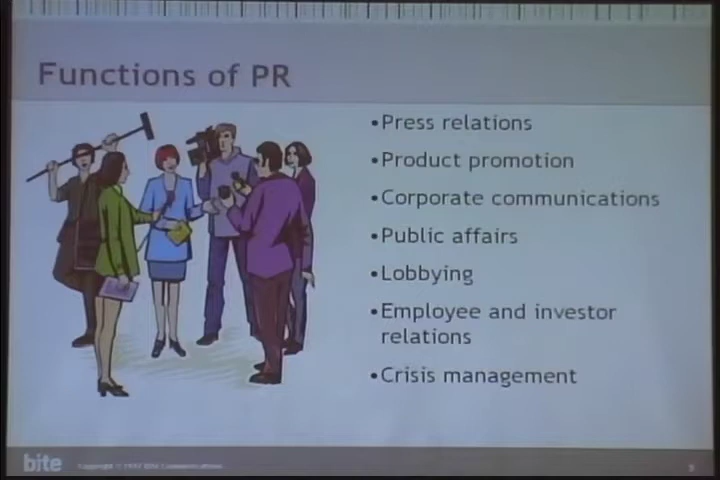 Functions of PR
•Press relations
•Product promotion
•Corporate communications
•Public affairs
•Lobbying
•Employee and investor
relations
•Crisis management
bite